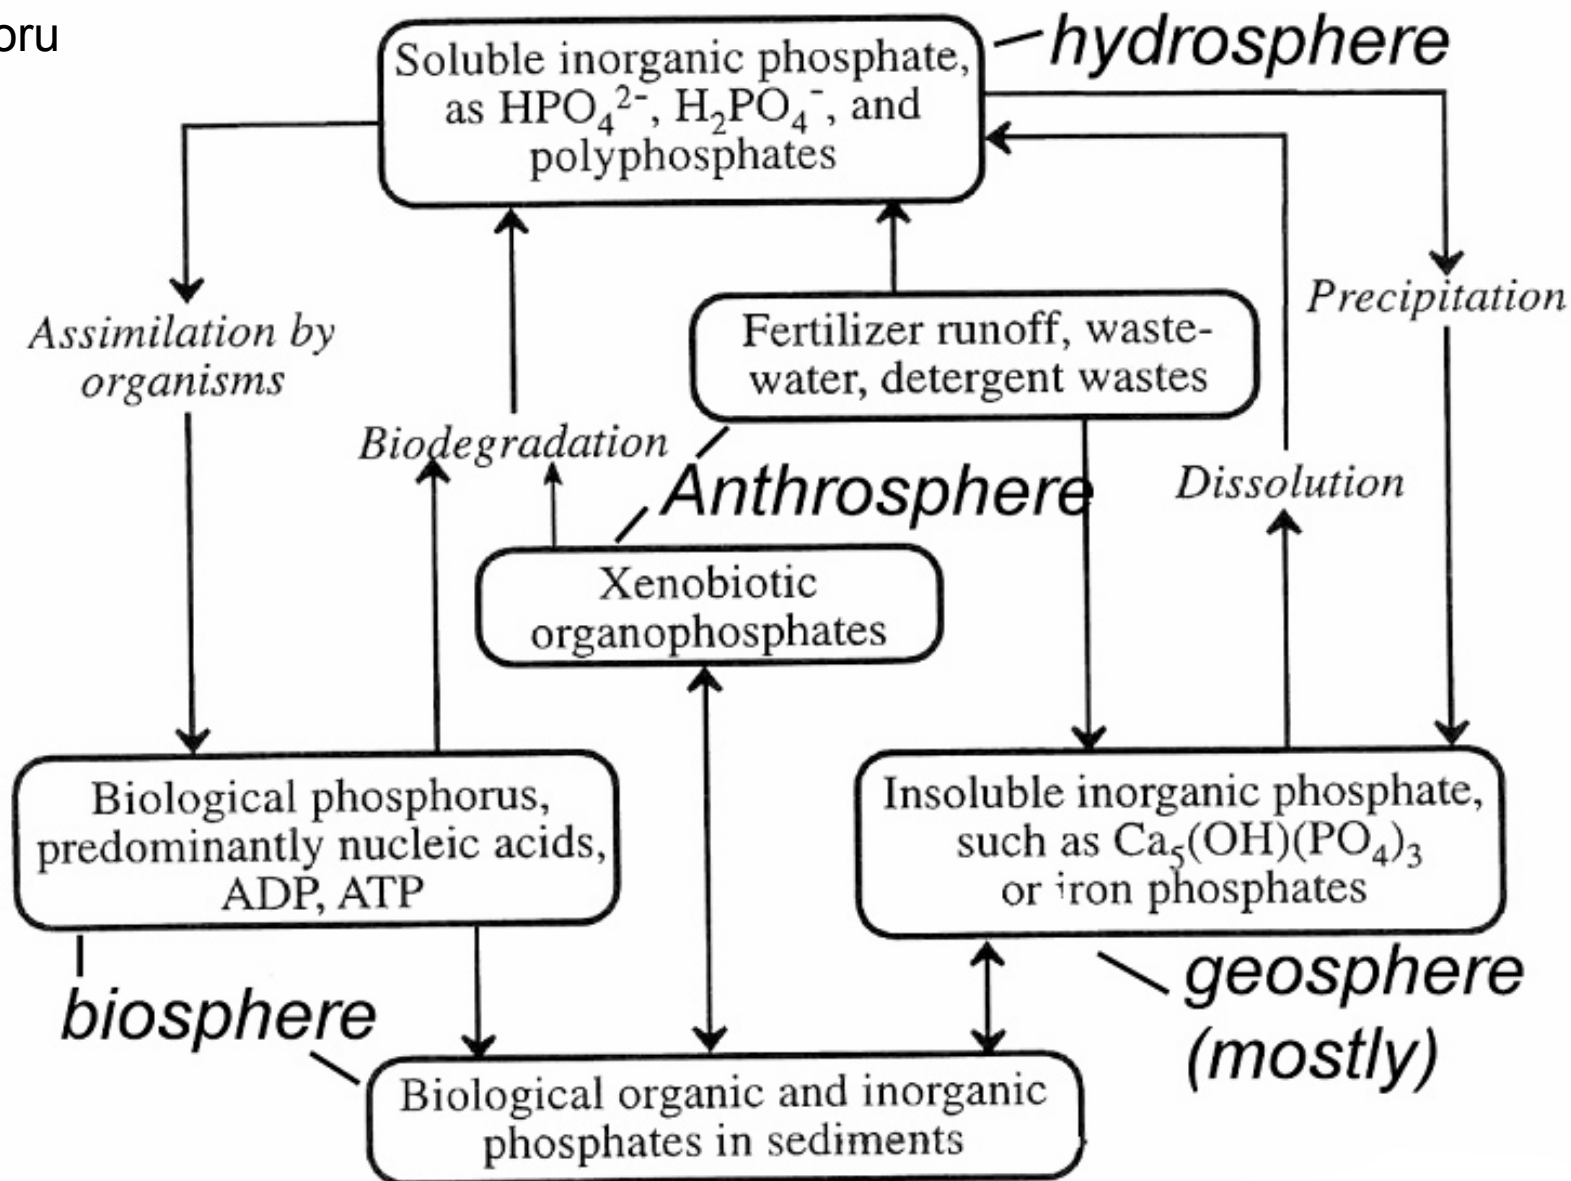 oru
hydrosphere
Soluble inorganic phosphate,
as HPO₄²⁻, H₂PO₄⁻, and
polyphosphates
Precipitation
Assimilation by
organisms
Fertilizer runoff, waste-
water, detergent wastes
Biodegradation
Anthrosphere
Dissolution
Xenobiotic
organophosphates
Biological phosphorus,
predominantly nucleic acids,
ADP, ATP
Insoluble inorganic phosphate,
such as Ca₅(OH)(PO₄)₃
or iron phosphates
biosphere
geosphere
(mostly)
Biological organic and inorganic
phosphates in sediments